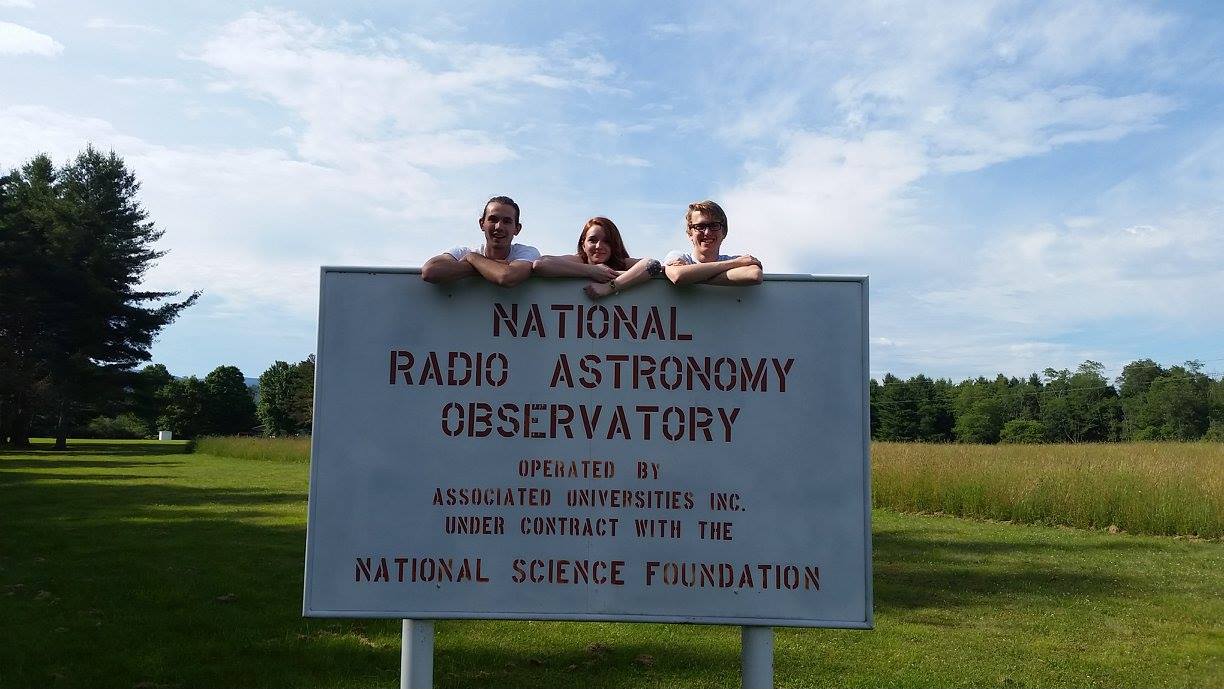 NATIONAL
RADIO ASTRONOMY
OBSERVATORY
OPERATED BY
ASSOCIATED UNIVERSITIES INC.
UNDER CONTRACT WITH THE
NATIONAL SCIENCE FOUNDATION